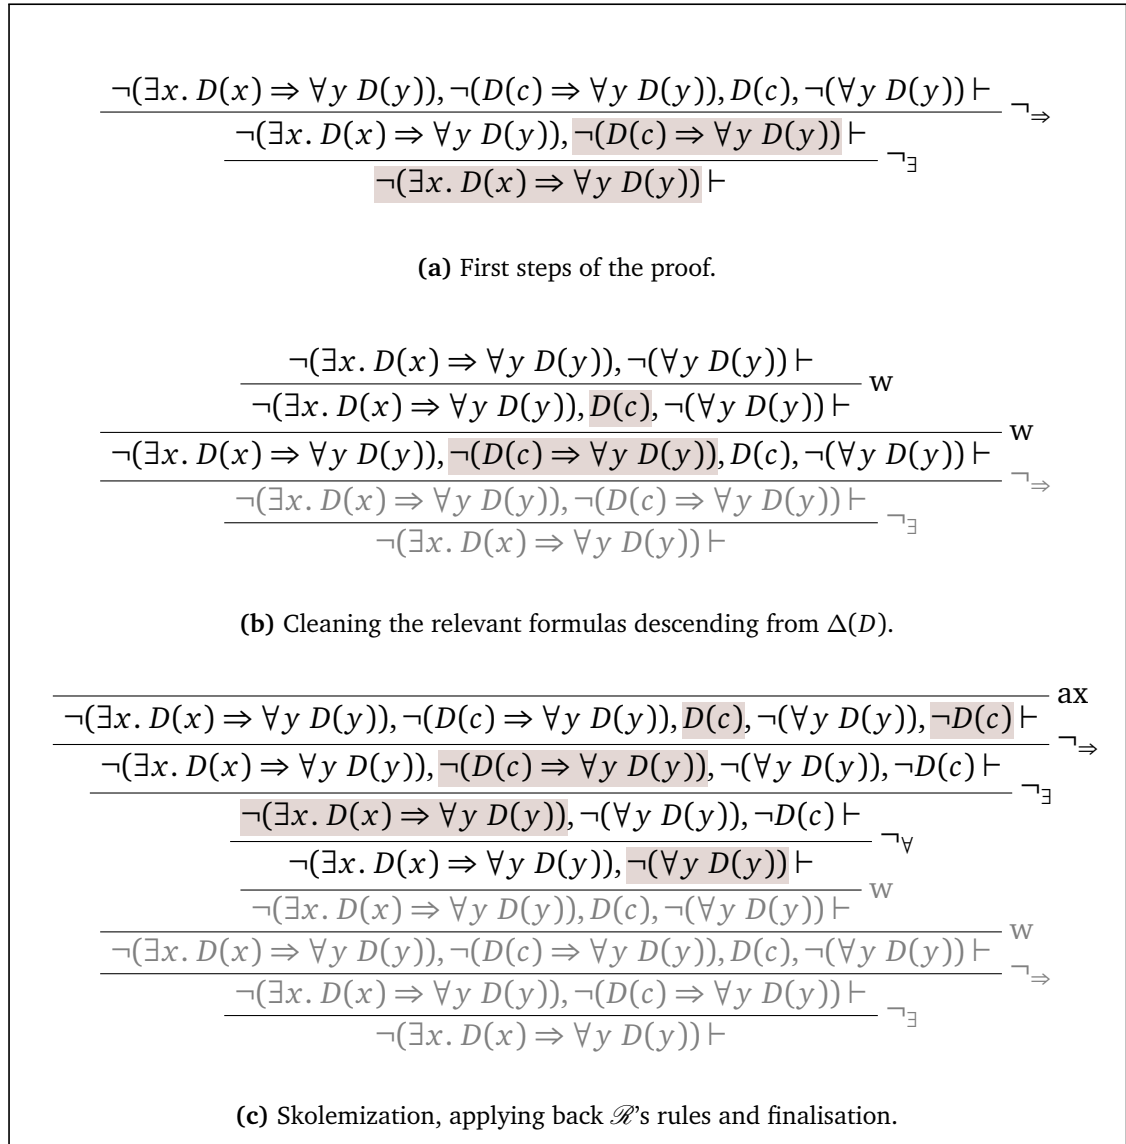 ¬(∃x. D(x) ⇒ ∀y D(y)), ¬(D(c) ⇒ ∀y D(y)), D(c), ¬(∀y D(y)) ⊢ ¬⇒
¬(∃x. D(x) ⇒ ∀y D(y)), ¬(D(c) ⇒ ∀y D(y)) ⊢ ¬∃
¬(∃x. D(x) ⇒ ∀y D(y)) ⊢
(a) First steps of the proof.
¬(∃x. D(x) ⇒ ∀y D(y)), ¬(∀y D(y)) ⊢ w
¬(∃x. D(x) ⇒ ∀y D(y)), D(c), ¬(∀y D(y)) ⊢ w
¬(∃x. D(x) ⇒ ∀y D(y)), ¬(D(c) ⇒ ∀y D(y)), D(c), ¬(∀y D(y)) ⊢ ¬⇒
¬(∃x. D(x) ⇒ ∀y D(y)), ¬(D(c) ⇒ ∀y D(y)) ⊢ ¬∃
¬(∃x. D(x) ⇒ ∀y D(y)) ⊢
(b) Cleaning the relevant formulas descending from Δ(D).
ax
¬(∃x. D(x) ⇒ ∀y D(y)), ¬(D(c) ⇒ ∀y D(y)), D(c), ¬(∀y D(y)), ¬D(c) ⊢ ¬⇒
¬(∃x. D(x) ⇒ ∀y D(y)), ¬(D(c) ⇒ ∀y D(y)), ¬(∀y D(y)), ¬D(c) ⊢ ¬∃
¬(∃x. D(x) ⇒ ∀y D(y)), ¬(∀y D(y)), ¬D(c) ⊢ ¬∀
¬(∃x. D(x) ⇒ ∀y D(y)), ¬(∀y D(y)) ⊢ w
¬(∃x. D(x) ⇒ ∀y D(y)), D(c), ¬(∀y D(y)) ⊢ w
¬(∃x. D(x) ⇒ ∀y D(y)), ¬(D(c) ⇒ ∀y D(y)), D(c), ¬(∀y D(y)) ⊢ ¬⇒
¬(∃x. D(x) ⇒ ∀y D(y)), ¬(D(c) ⇒ ∀y D(y)) ⊢ ¬∃
¬(∃x. D(x) ⇒ ∀y D(y)) ⊢
(c) Skolemization, applying back ℛ's rules and finalisation.